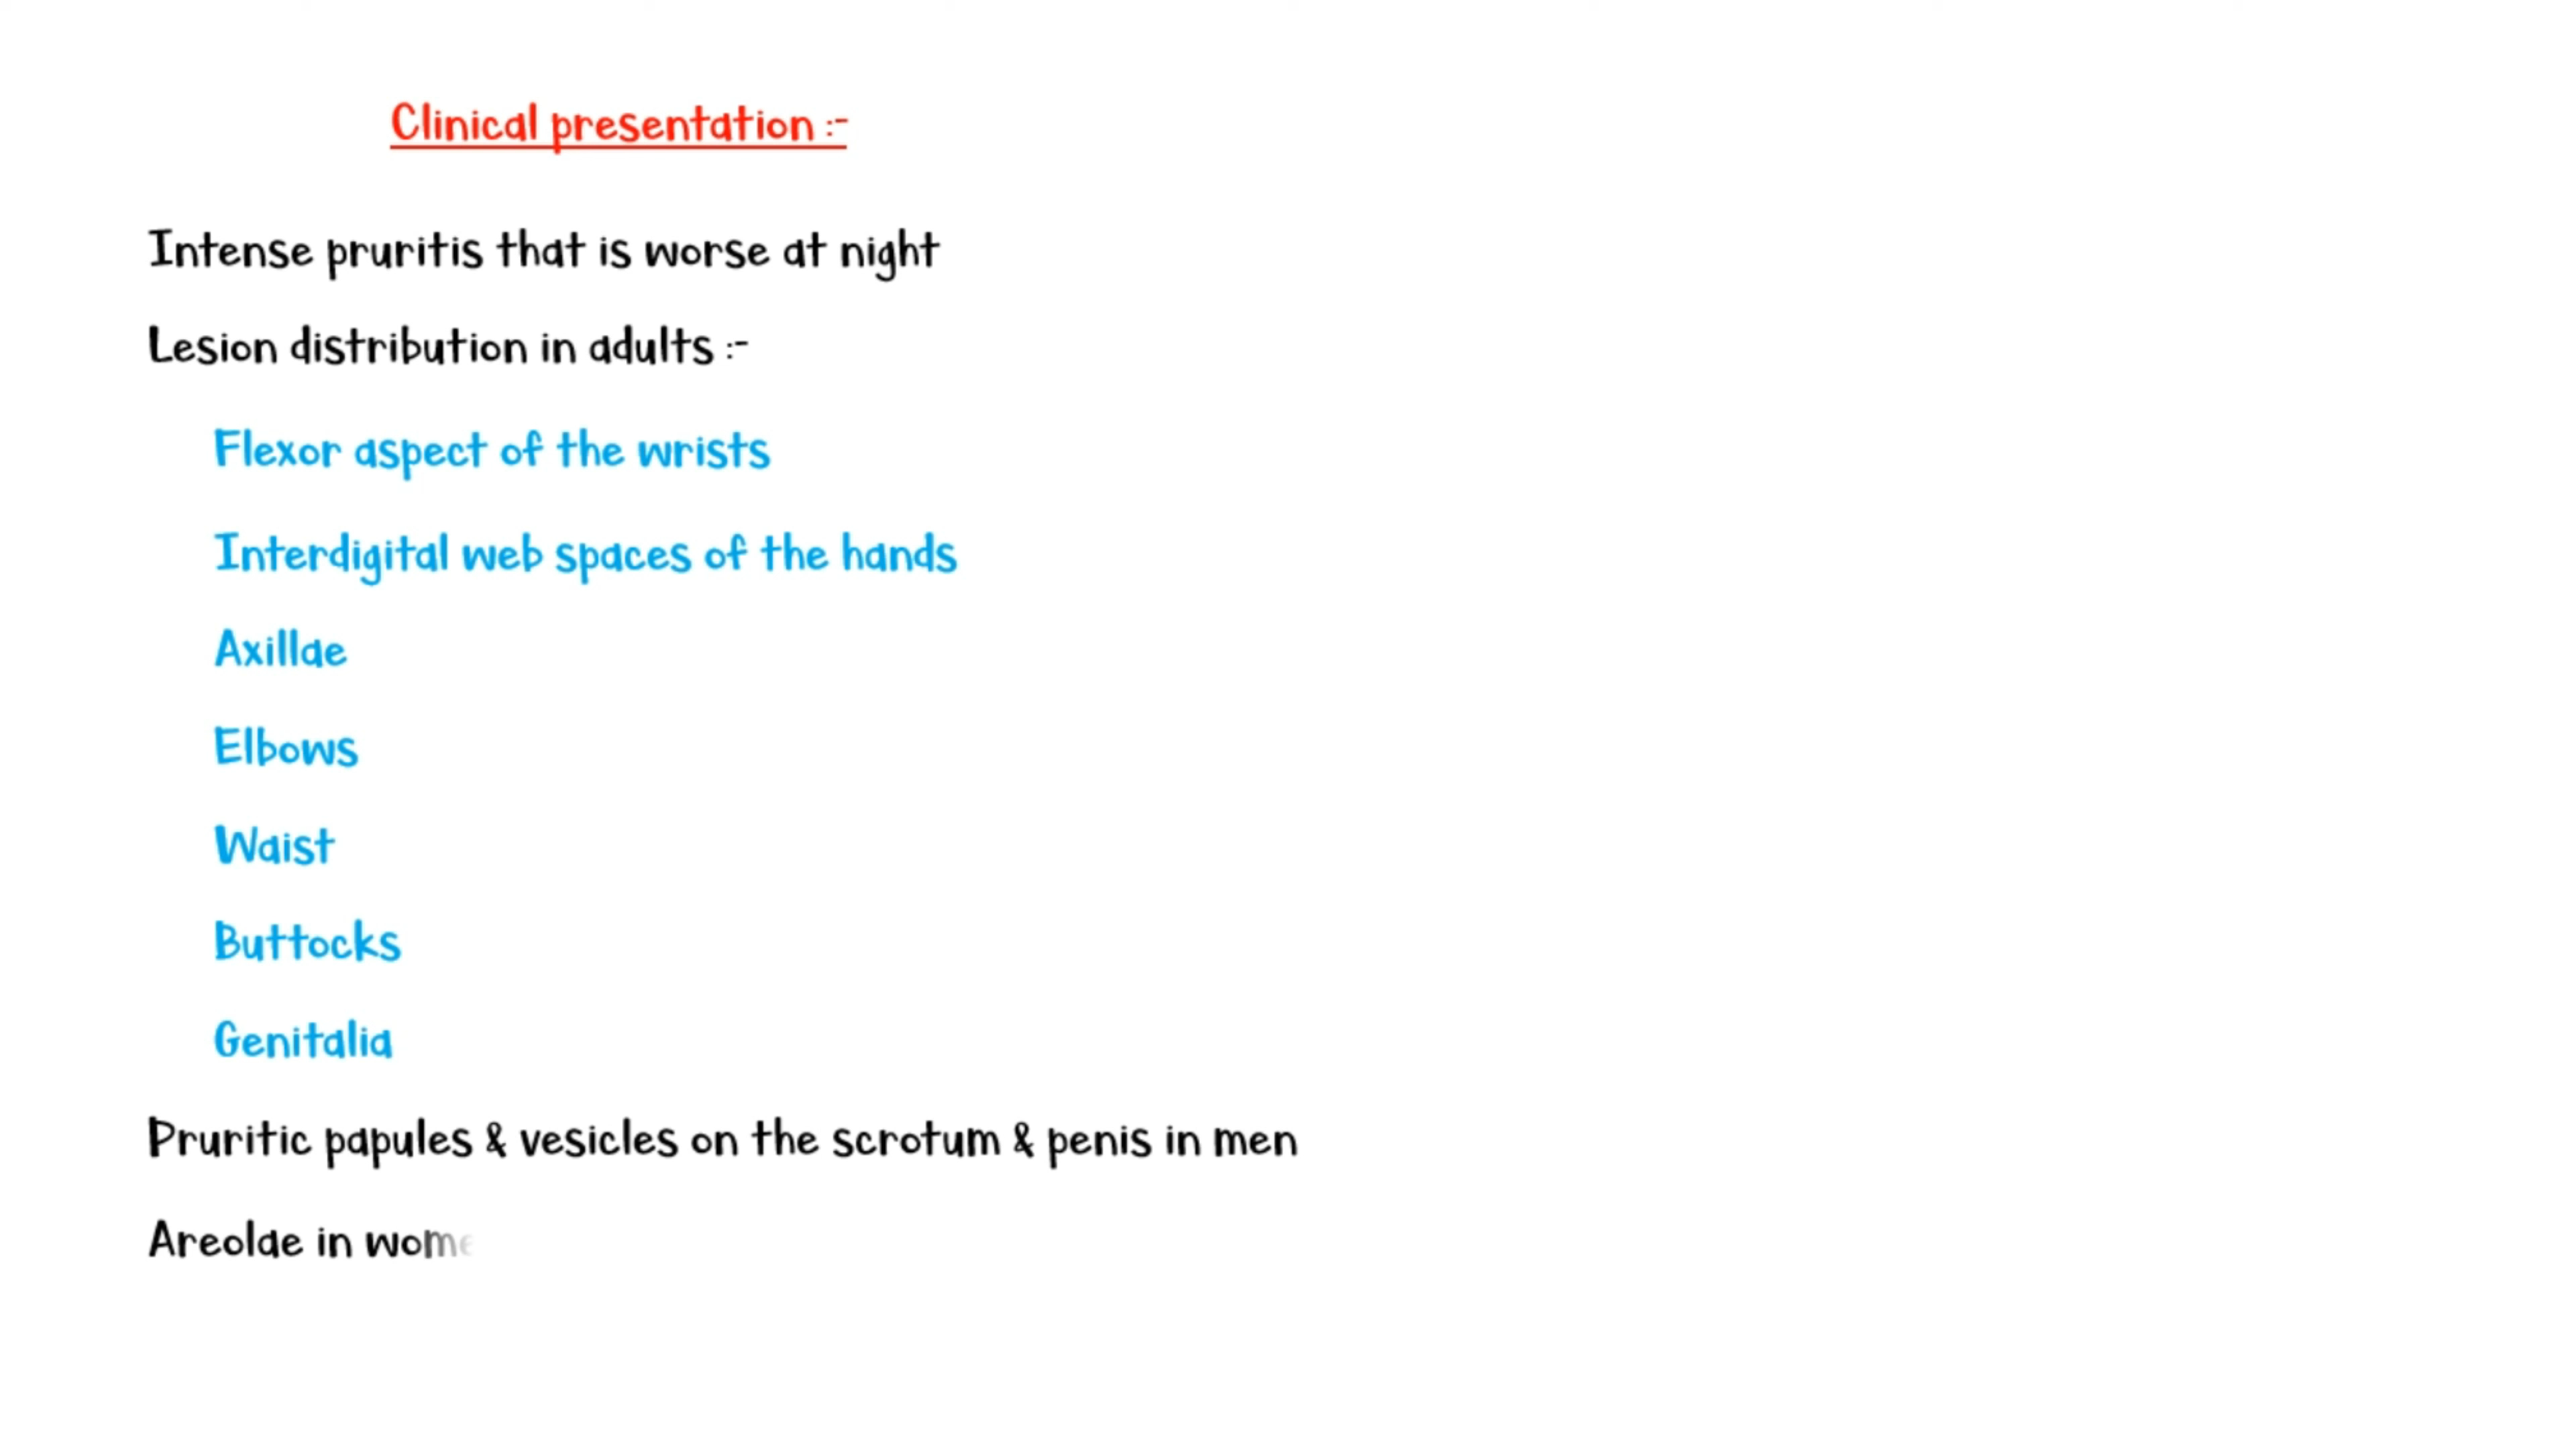 Clinical presentation :-
Intense pruritis that is worse at night
Lesion distribution in adults :-
Flexor aspect of the wrists
Interdigital web spaces of the hands
Axillae
Elbows
Waist
Buttocks
Genitalia
Pruritic papules & vesicles on the scrotum & penis in men
Areolae in wome